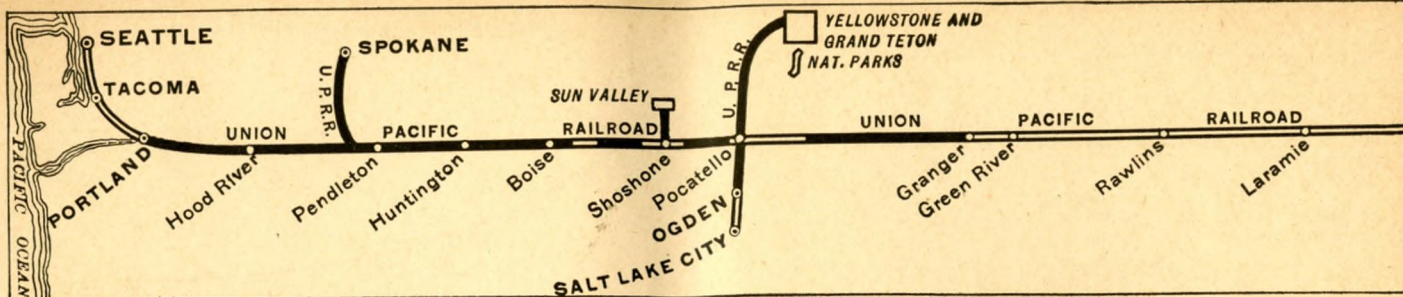 SEATTLE
TACOMA
PORTLAND
PACIFIC OCEAN
SPOKANE
U. P. R. R.
UNION PACIFIC RAILROAD
Hood River
Pendleton
Huntington
Boise
SUN VALLEY
Shoshone
Pocatello
OGDEN
SALT LAKE CITY
U. P. R. R.
YELLOWSTONE AND
GRAND TETON
NAT. PARKS
UNION PACIFIC RAILROAD
Granger
Green River
Rawlins
Laramie